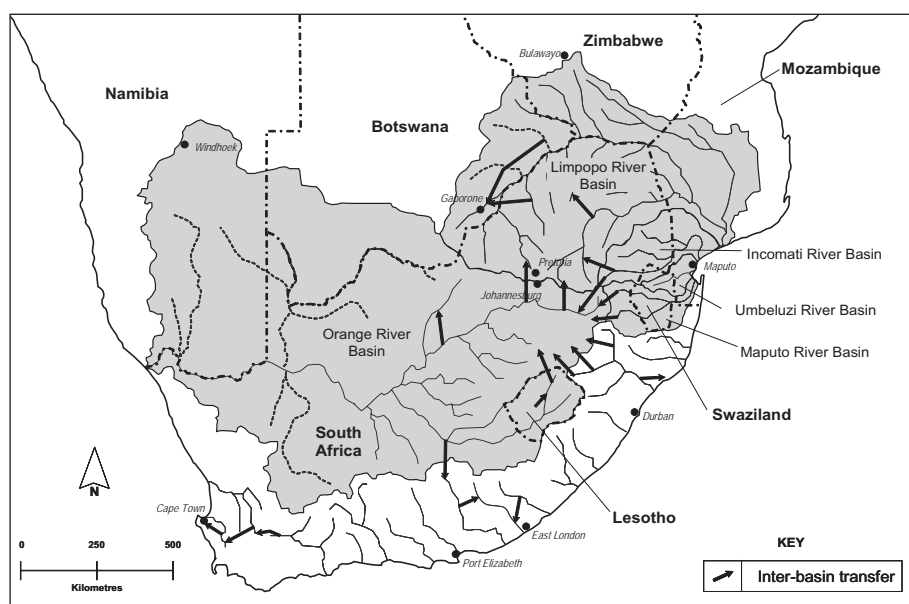 Zimbabwe
Bulawayo
Mozambique
Namibia
Botswana
Windhoek
Limpopo River
Basin
Gaborone
Incomati River Basin
Pretoria
Maputo
Johannesburg
Umbeluzi River Basin
Orange River
Basin
Maputo River Basin
Swaziland
Durban
South
Africa
N
Cape Town
Lesotho
East London
Port Elizabeth
0 250 500
Kilometres
KEY
Inter-basin transfer